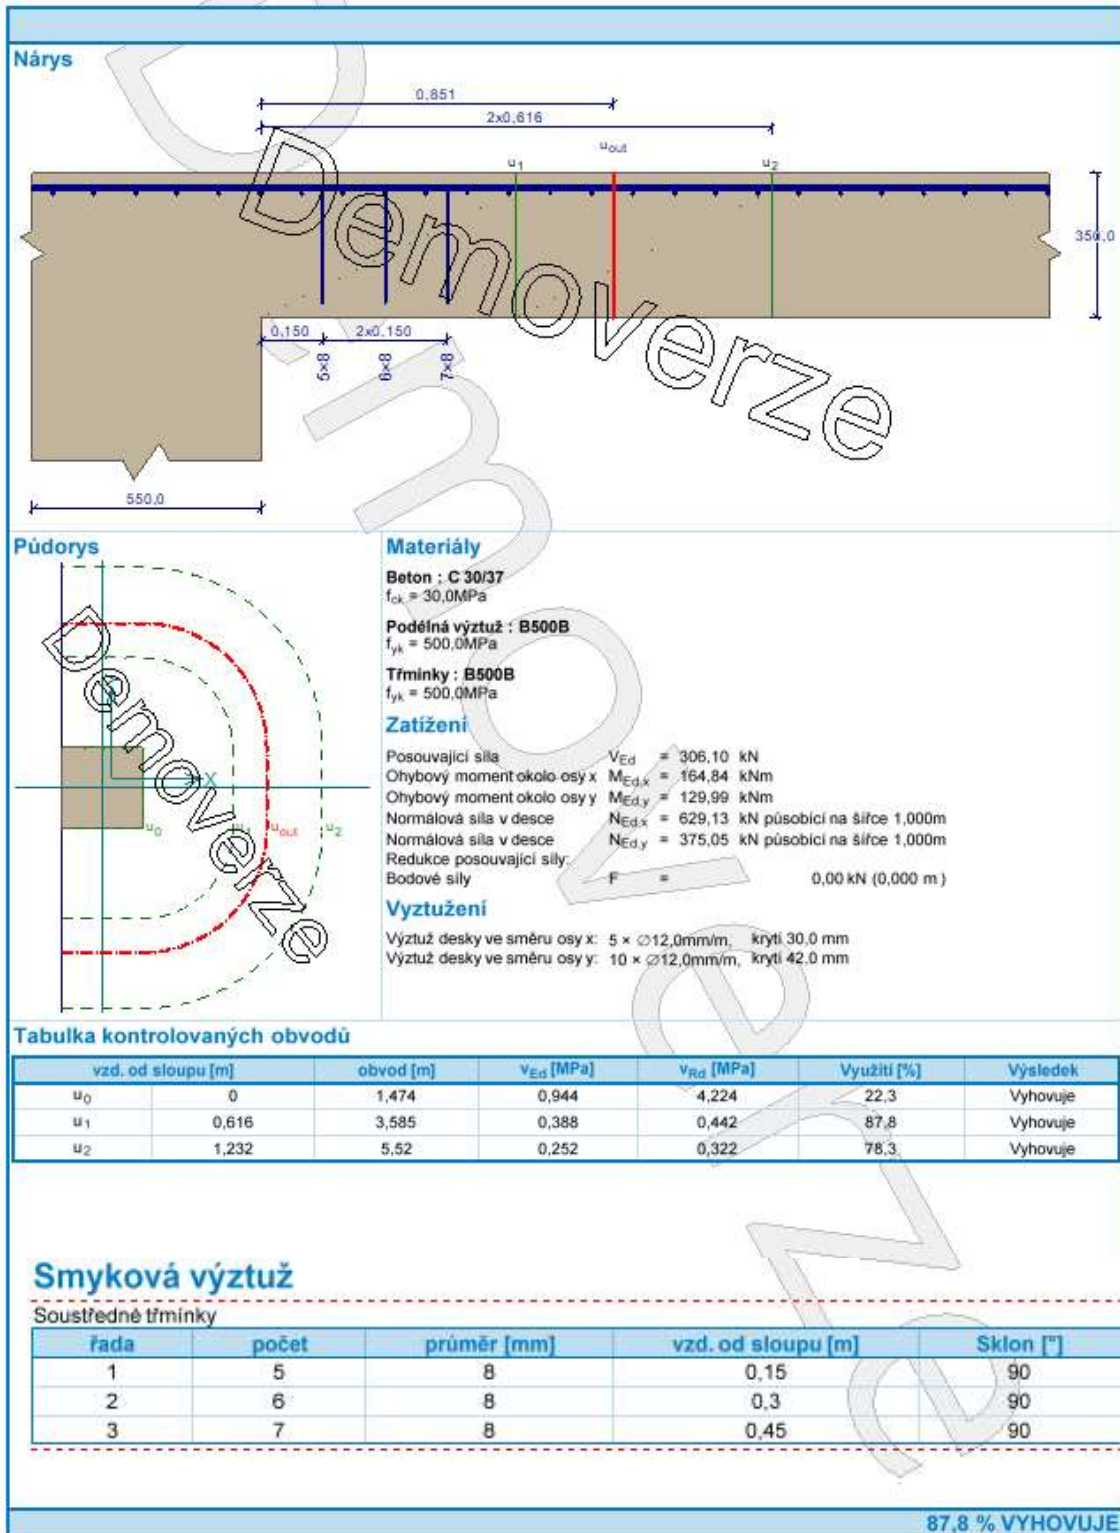 Nárys
0,851
2x0,616
u1
uout
u2
350,0
0,150
2x0,150
5×8
6×8
7×8
550,0
Demoverze
Půdorys
u0
u1
uout
u2
X
Demoverze
Materiály
Beton : C 30/37
fck = 30,0MPa
Podélná výztuž : B500B
fyk = 500,0MPa
Třmínky : B500B
fyk = 500,0MPa
Zatížení
Posouvající síla VEd = 306,10 kN
Ohybový moment okolo osy x MEd,x = 164,84 kNm
Ohybový moment okolo osy y MEd,y = 129,99 kNm
Normálová síla v desce NEd,x = 629,13 kN působící na šířce 1,000m
Normálová síla v desce NEd,y = 375,05 kN působící na šířce 1,000m
Redukce posouvající síly:
Bodové síly F = 0,00 kN (0,000 m )
Vyztužení
Výztuž desky ve směru osy x: 5 × ∅12,0mm/m, krytí 30,0 mm
Výztuž desky ve směru osy y: 10 × ∅12,0mm/m, krytí 42,0 mm
Tabulka kontrolovaných obvodů
vzd. od sloupu [m] obvod [m] vEd [MPa] vRd [MPa] Využití [%] Výsledek
u0 0 1,474 0,944 4,224 22,3 Vyhovuje
u1 0,616 3,585 0,388 0,442 87,8 Vyhovuje
u2 1,232 5,52 0,252 0,322 78,3 Vyhovuje
Smyková výztuž
Soustředné třmínky
řada počet průměr [mm] vzd. od sloupu [m] Sklon [°]
1 5 8 0,15 90
2 6 8 0,3 90
3 7 8 0,45 90
87,8 % VYHOVUJE
Demoverze